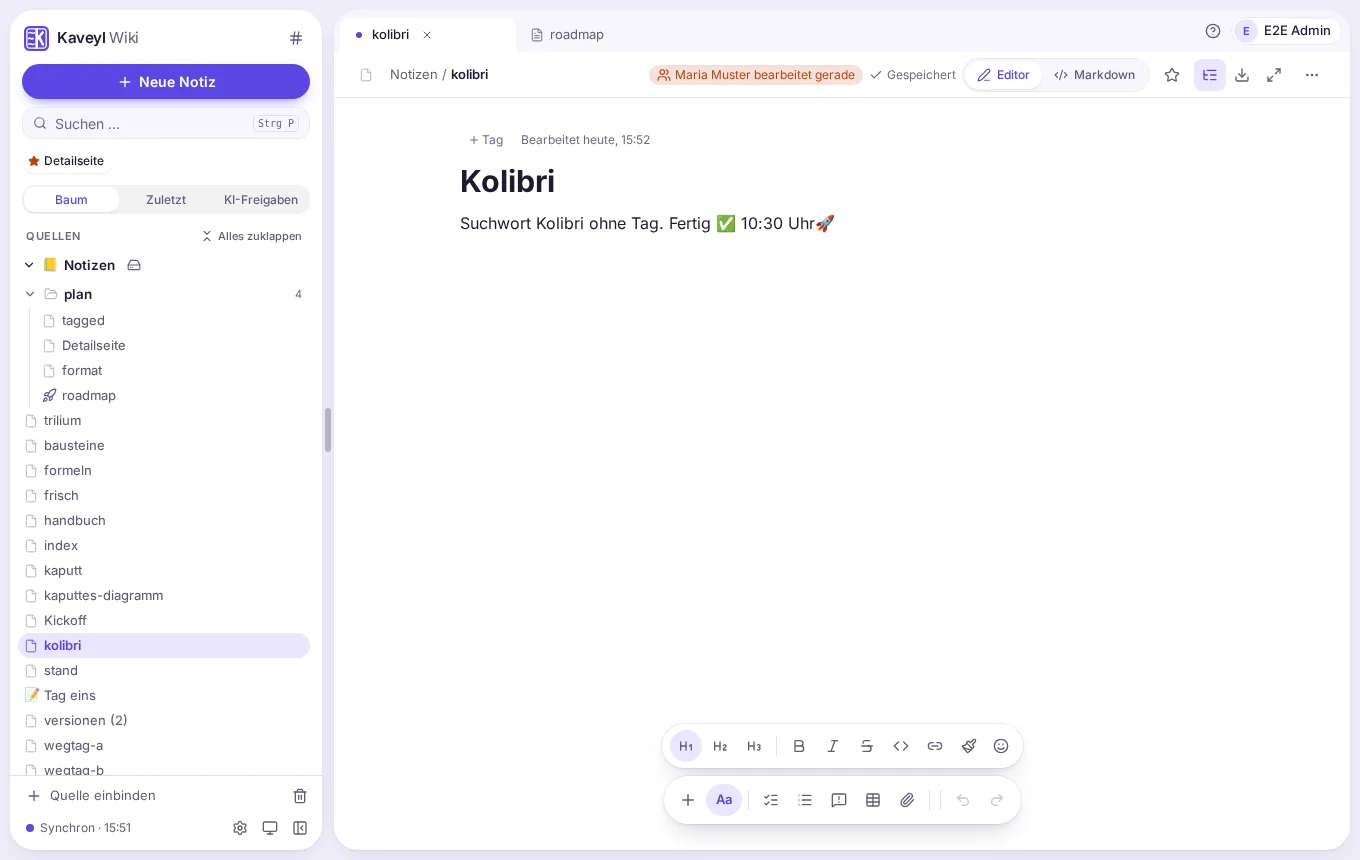 Kaveyl Wiki
Neue Notiz
Suchen ... Strg P
Detailseite
Baum Zuletzt KI-Freigaben
QUELLEN Alles zuklappen
📒 Notizen
plan 4
tagged
Detailseite
format
roadmap
trilium
bausteine
formeln
frisch
handbuch
index
kaputt
kaputtes-diagramm
Kickoff
kolibri
stand
📝 Tag eins
versionen (2)
wegtag-a
wegtag-b
Quelle einbinden
Synchron · 15:51
kolibri roadmap
E E2E Admin
Notizen / kolibri Maria Muster bearbeitet gerade Gespeichert Editor Markdown
+ Tag Bearbeitet heute, 15:52
Kolibri
Suchwort Kolibri ohne Tag. Fertig ✅ 10:30 Uhr🚀
H1 H2 H3 B I S
Aa